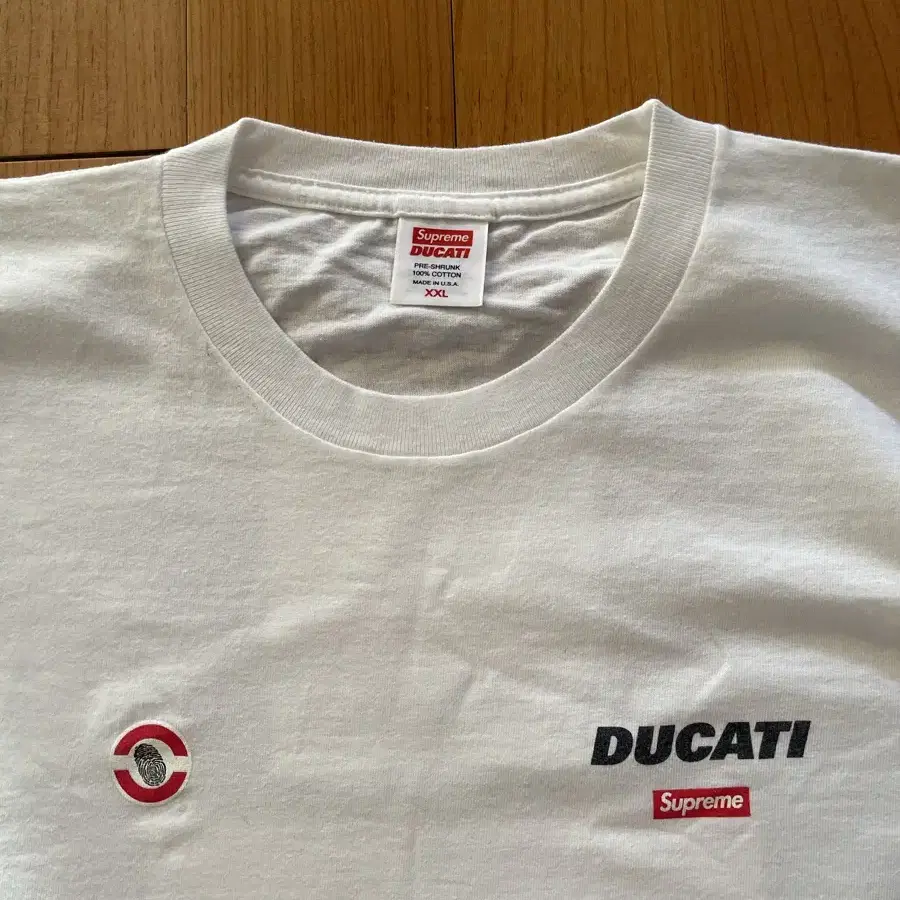 Supreme
DUCATI
PRE-SHRUNK
100% COTTON
MADE IN U.S.A.
XXL
DUCATI
Supreme